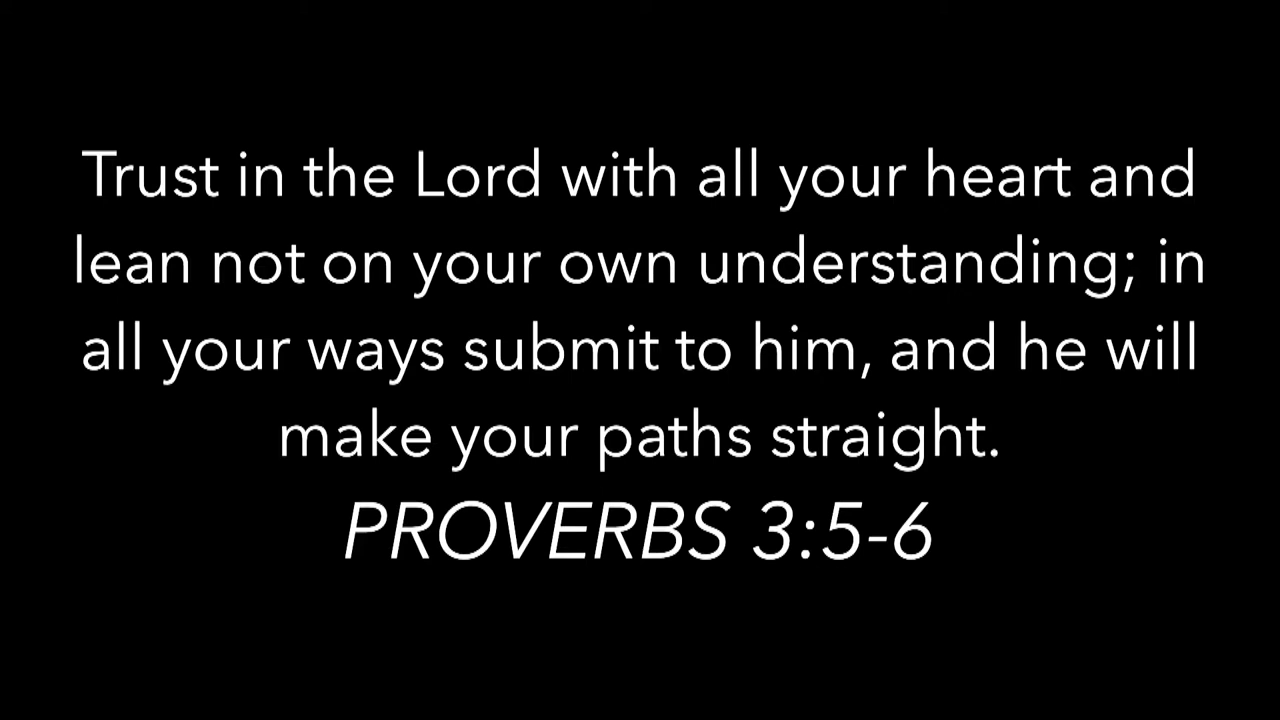 Trust in the Lord with all your heart and
lean not on your own understanding; in
all your ways submit to him, and he will
make your paths straight.
PROVERBS 3:5-6